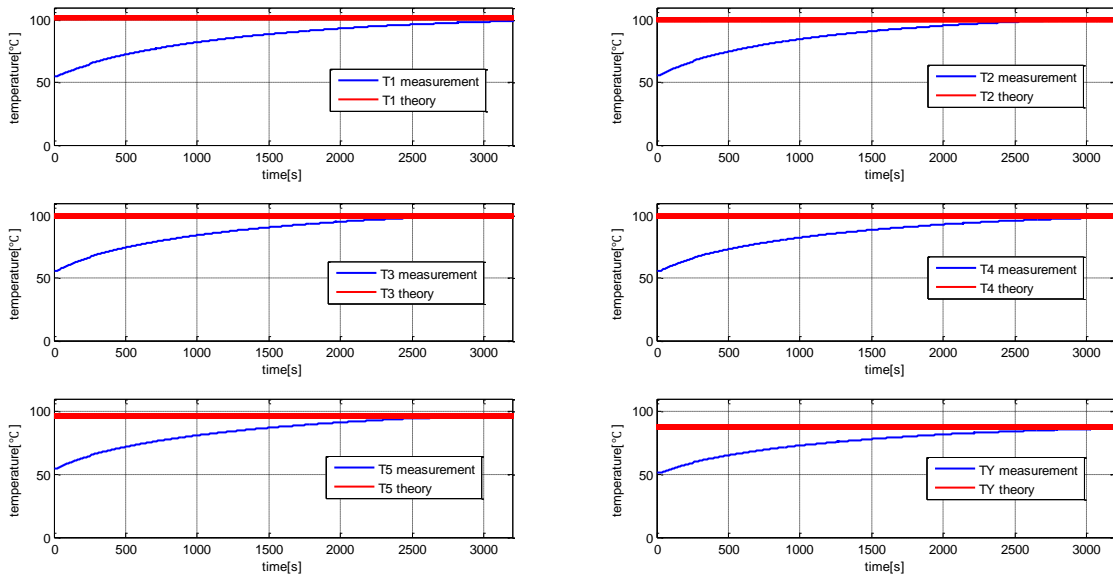 100
50
0
temperature[°C]
T1 measurement
T1 theory
0 500 1000 1500 2000 2500 3000
time[s]
100
50
0
temperature[°C]
T2 measurement
T2 theory
0 500 1000 1500 2000 2500 3000
time[s]
100
50
0
temperature[°C]
T3 measurement
T3 theory
0 500 1000 1500 2000 2500 3000
time[s]
100
50
0
temperature[°C]
T4 measurement
T4 theory
0 500 1000 1500 2000 2500 3000
time[s]
100
50
0
temperature[°C]
T5 measurement
T5 theory
0 500 1000 1500 2000 2500 3000
time[s]
100
50
0
temperature[°C]
TY measurement
TY theory
0 500 1000 1500 2000 2500 3000
time[s]